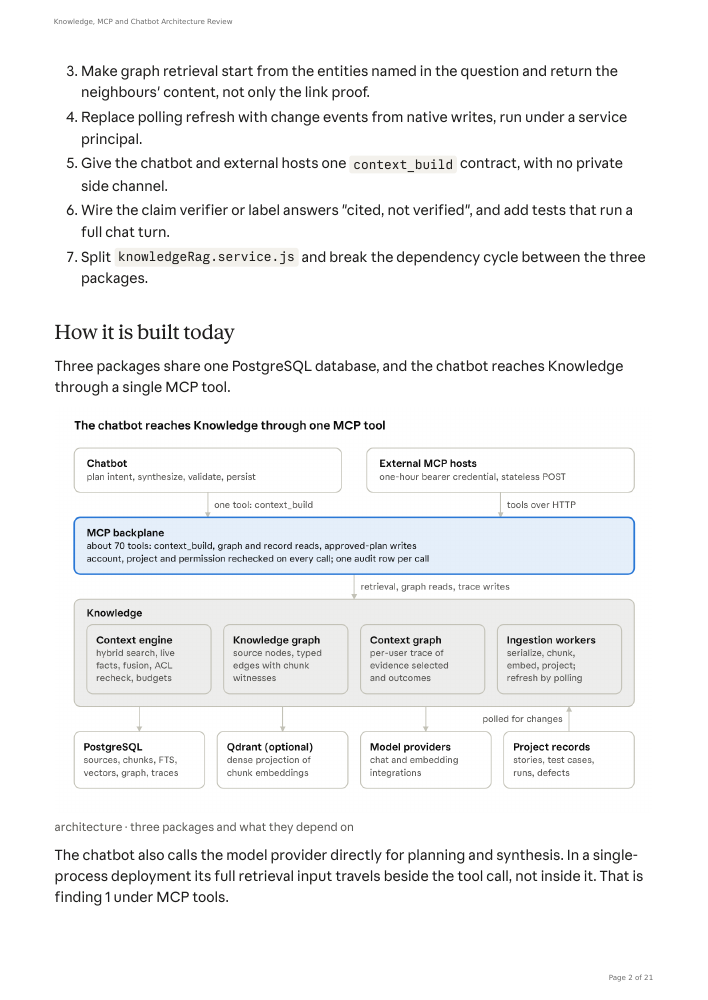 Knowledge, MCP and Chatbot Architecture Review
3. Make graph retrieval start from the entities named in the question and return the
neighbours' content, not only the link proof.
4. Replace polling refresh with change events from native writes, run under a service
principal.
5. Give the chatbot and external hosts one context_build contract, with no private
side channel.
6. Wire the claim verifier or label answers "cited, not verified", and add tests that run a
full chat turn.
7. Split knowledgeRag.service.js and break the dependency cycle between the three
packages.
How it is built today
Three packages share one PostgreSQL database, and the chatbot reaches Knowledge
through a single MCP tool.
The chatbot reaches Knowledge through one MCP tool
Chatbot
plan intent, synthesize, validate, persist
External MCP hosts
one-hour bearer credential, stateless POST
one tool: context_build
tools over HTTP
MCP backplane
about 70 tools: context_build, graph and record reads, approved-plan writes
account, project and permission rechecked on every call; one audit row per call
retrieval, graph reads, trace writes
Knowledge
Context engine
hybrid search, live
facts, fusion, ACL
recheck, budgets
Knowledge graph
source nodes, typed
edges with chunk
witnesses
Context graph
per-user trace of
evidence selected
and outcomes
Ingestion workers
serialize, chunk,
embed, project;
refresh by polling
polled for changes
PostgreSQL
sources, chunks, FTS,
vectors, graph, traces
Qdrant (optional)
dense projection of
chunk embeddings
Model providers
chat and embedding
integrations
Project records
stories, test cases,
runs, defects
architecture · three packages and what they depend on
The chatbot also calls the model provider directly for planning and synthesis. In a single-
process deployment its full retrieval input travels beside the tool call, not inside it. That is
finding 1 under MCP tools.
Page 2 of 21